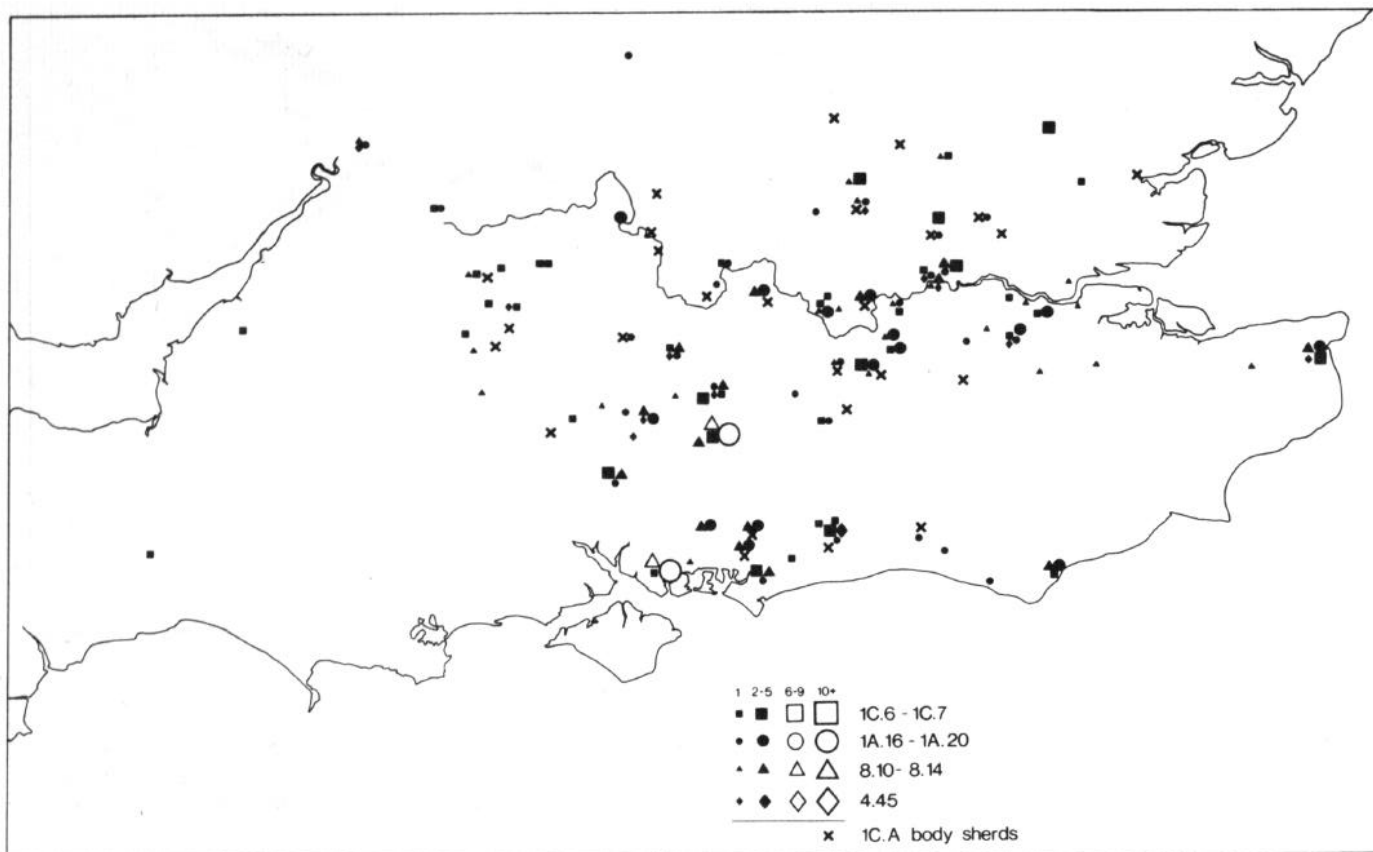 1 2-5 6-9 10+
1C.6 - 1C.7
1A.16 - 1A.20
8.10 - 8.14
4.45
1C.A body sherds